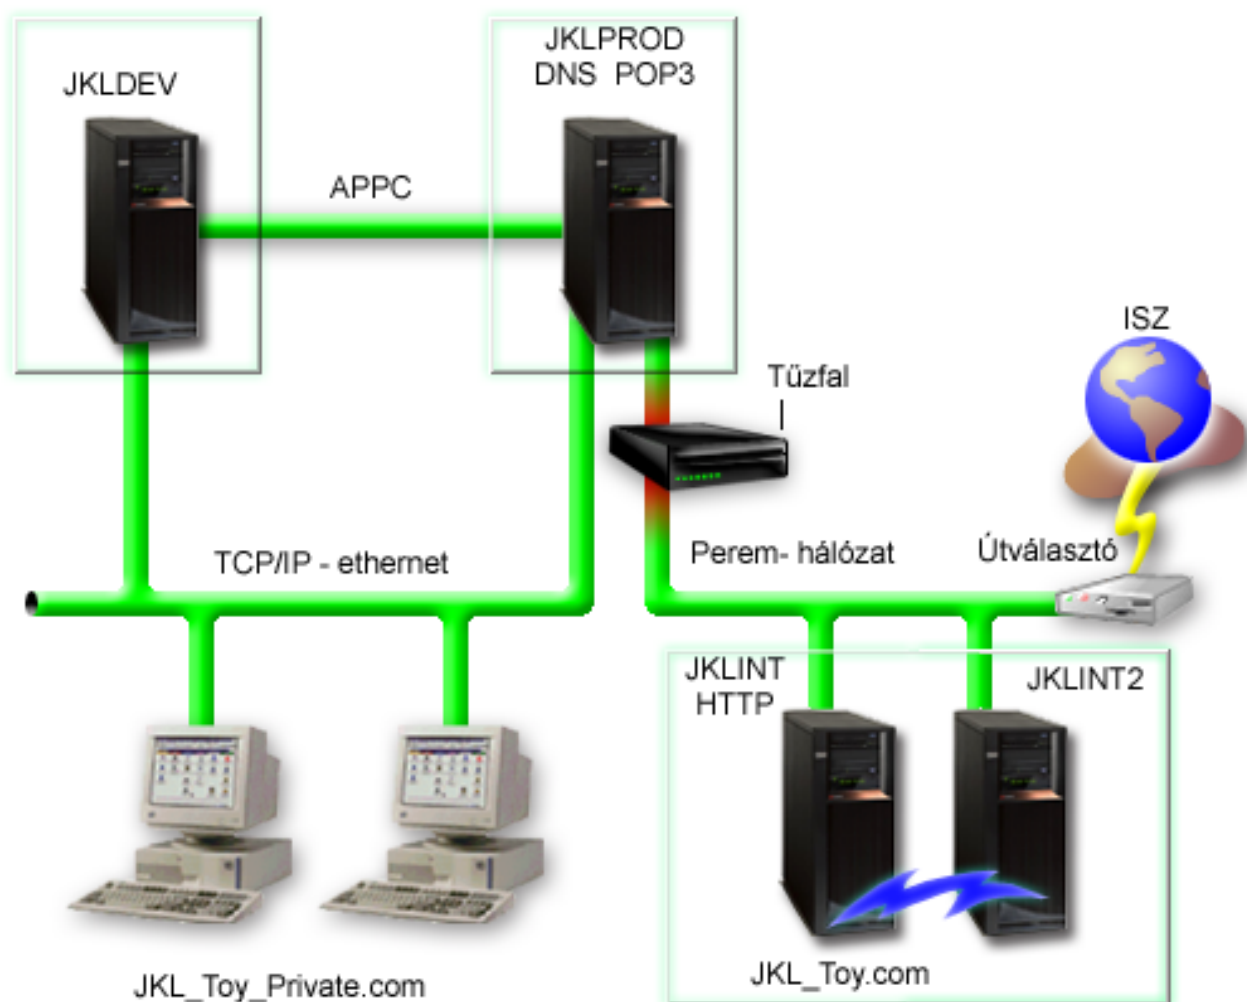 JKLDEV
JKLPROD
DNS POP3
APPC
ISZ
Tűzfal
TCP/IP - ethernet
Perem- hálózat
Útválasztó
JKLINT
HTTP
JKLINT2
JKL_Toy.com
JKL_Toy_Private.com